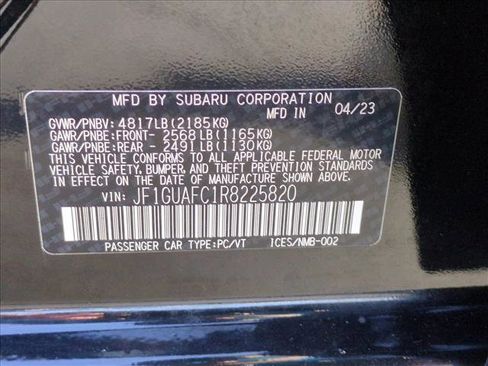 MFD BY SUBARU CORPORATION
GVWR/PNBV: 4817LB(2185KG) MFD IN 04/23
GAWR/PNBE:FRONT- 2568LB(1165KG)
GAWR/PNBE:REAR - 2491LB(1130KG)
THIS VEHICLE CONFORMS TO ALL APPLICABLE FEDERAL MOTOR
VEHICLE SAFETY, BUMPER, AND THEFT PREVENTION
STANDARDS IN EFFECT ON THE DATE OF
MANUFACTURE SHOWN ABOVE.
VIN: JF1GUAFC1R8225820
PASSENGER CAR TYPE:PC/VT ICES/NMB-002